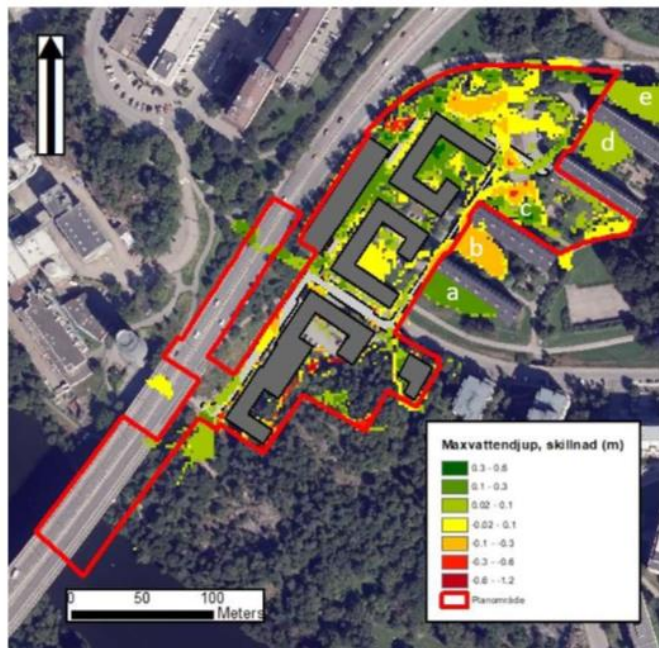 e
d
c
b
a
Maxvattendjup, skillnad (m)
0.3 - 0.6
0.1 - 0.3
0.02 - 0.1
-0.02 - 0.1
-0.1 - -0.3
-0.3 - -0.6
-0.6 - -1.2
Planområde
0 50 100
Meters